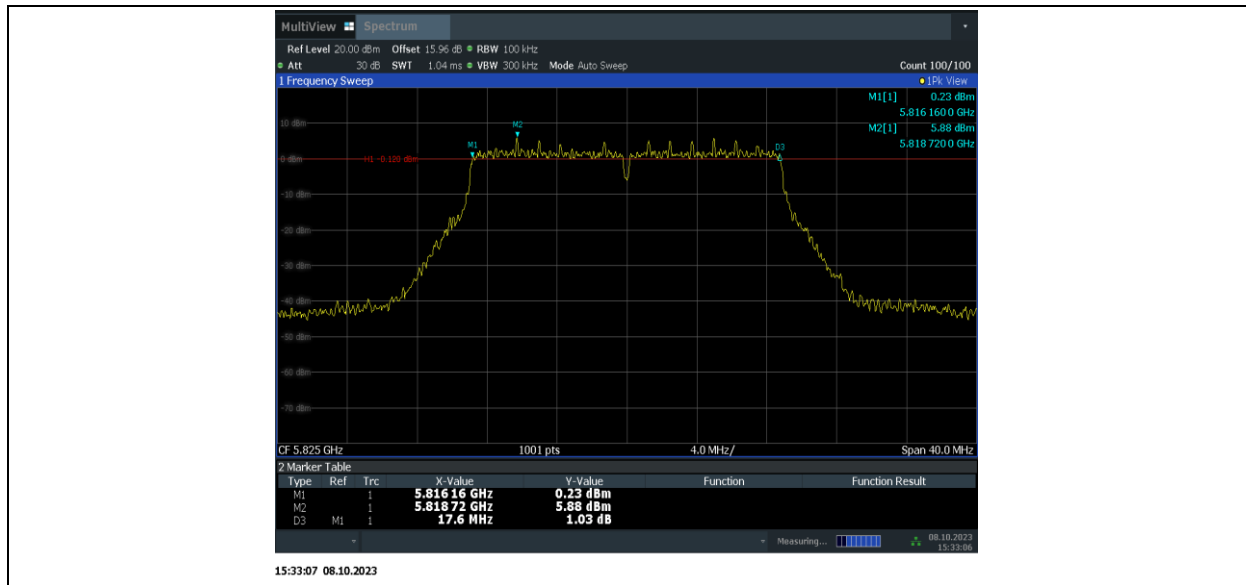 MultiView Spectrum
Ref Level 20.00 dBm Offset 15.96 dB RBW 100 kHz
Att 30 dB SWT 1.04 ms VBW 300 kHz Mode Auto Sweep Count 100/100
1 Frequency Sweep 1Pk View
M1[1] 0.23 dBm
5.816 160 0 GHz
M2[1] 5.88 dBm
5.818 720 0 GHz
10 dBm
M2
M1
D3
0 dBm
H1 -0.120 dBm
-10 dBm
-20 dBm
-30 dBm
-40 dBm
-50 dBm
-60 dBm
-70 dBm
CF 5.825 GHz 1001 pts 4.0 MHz/ Span 40.0 MHz
2 Marker Table
Type Ref Trc X-Value Y-Value Function Function Result
M1 1 5.816 16 GHz 0.23 dBm
M2 1 5.818 72 GHz 5.88 dBm
D3 M1 1 17.6 MHz 1.03 dB
Measuring... 08.10.2023
15:33:06
15:33:07 08.10.2023